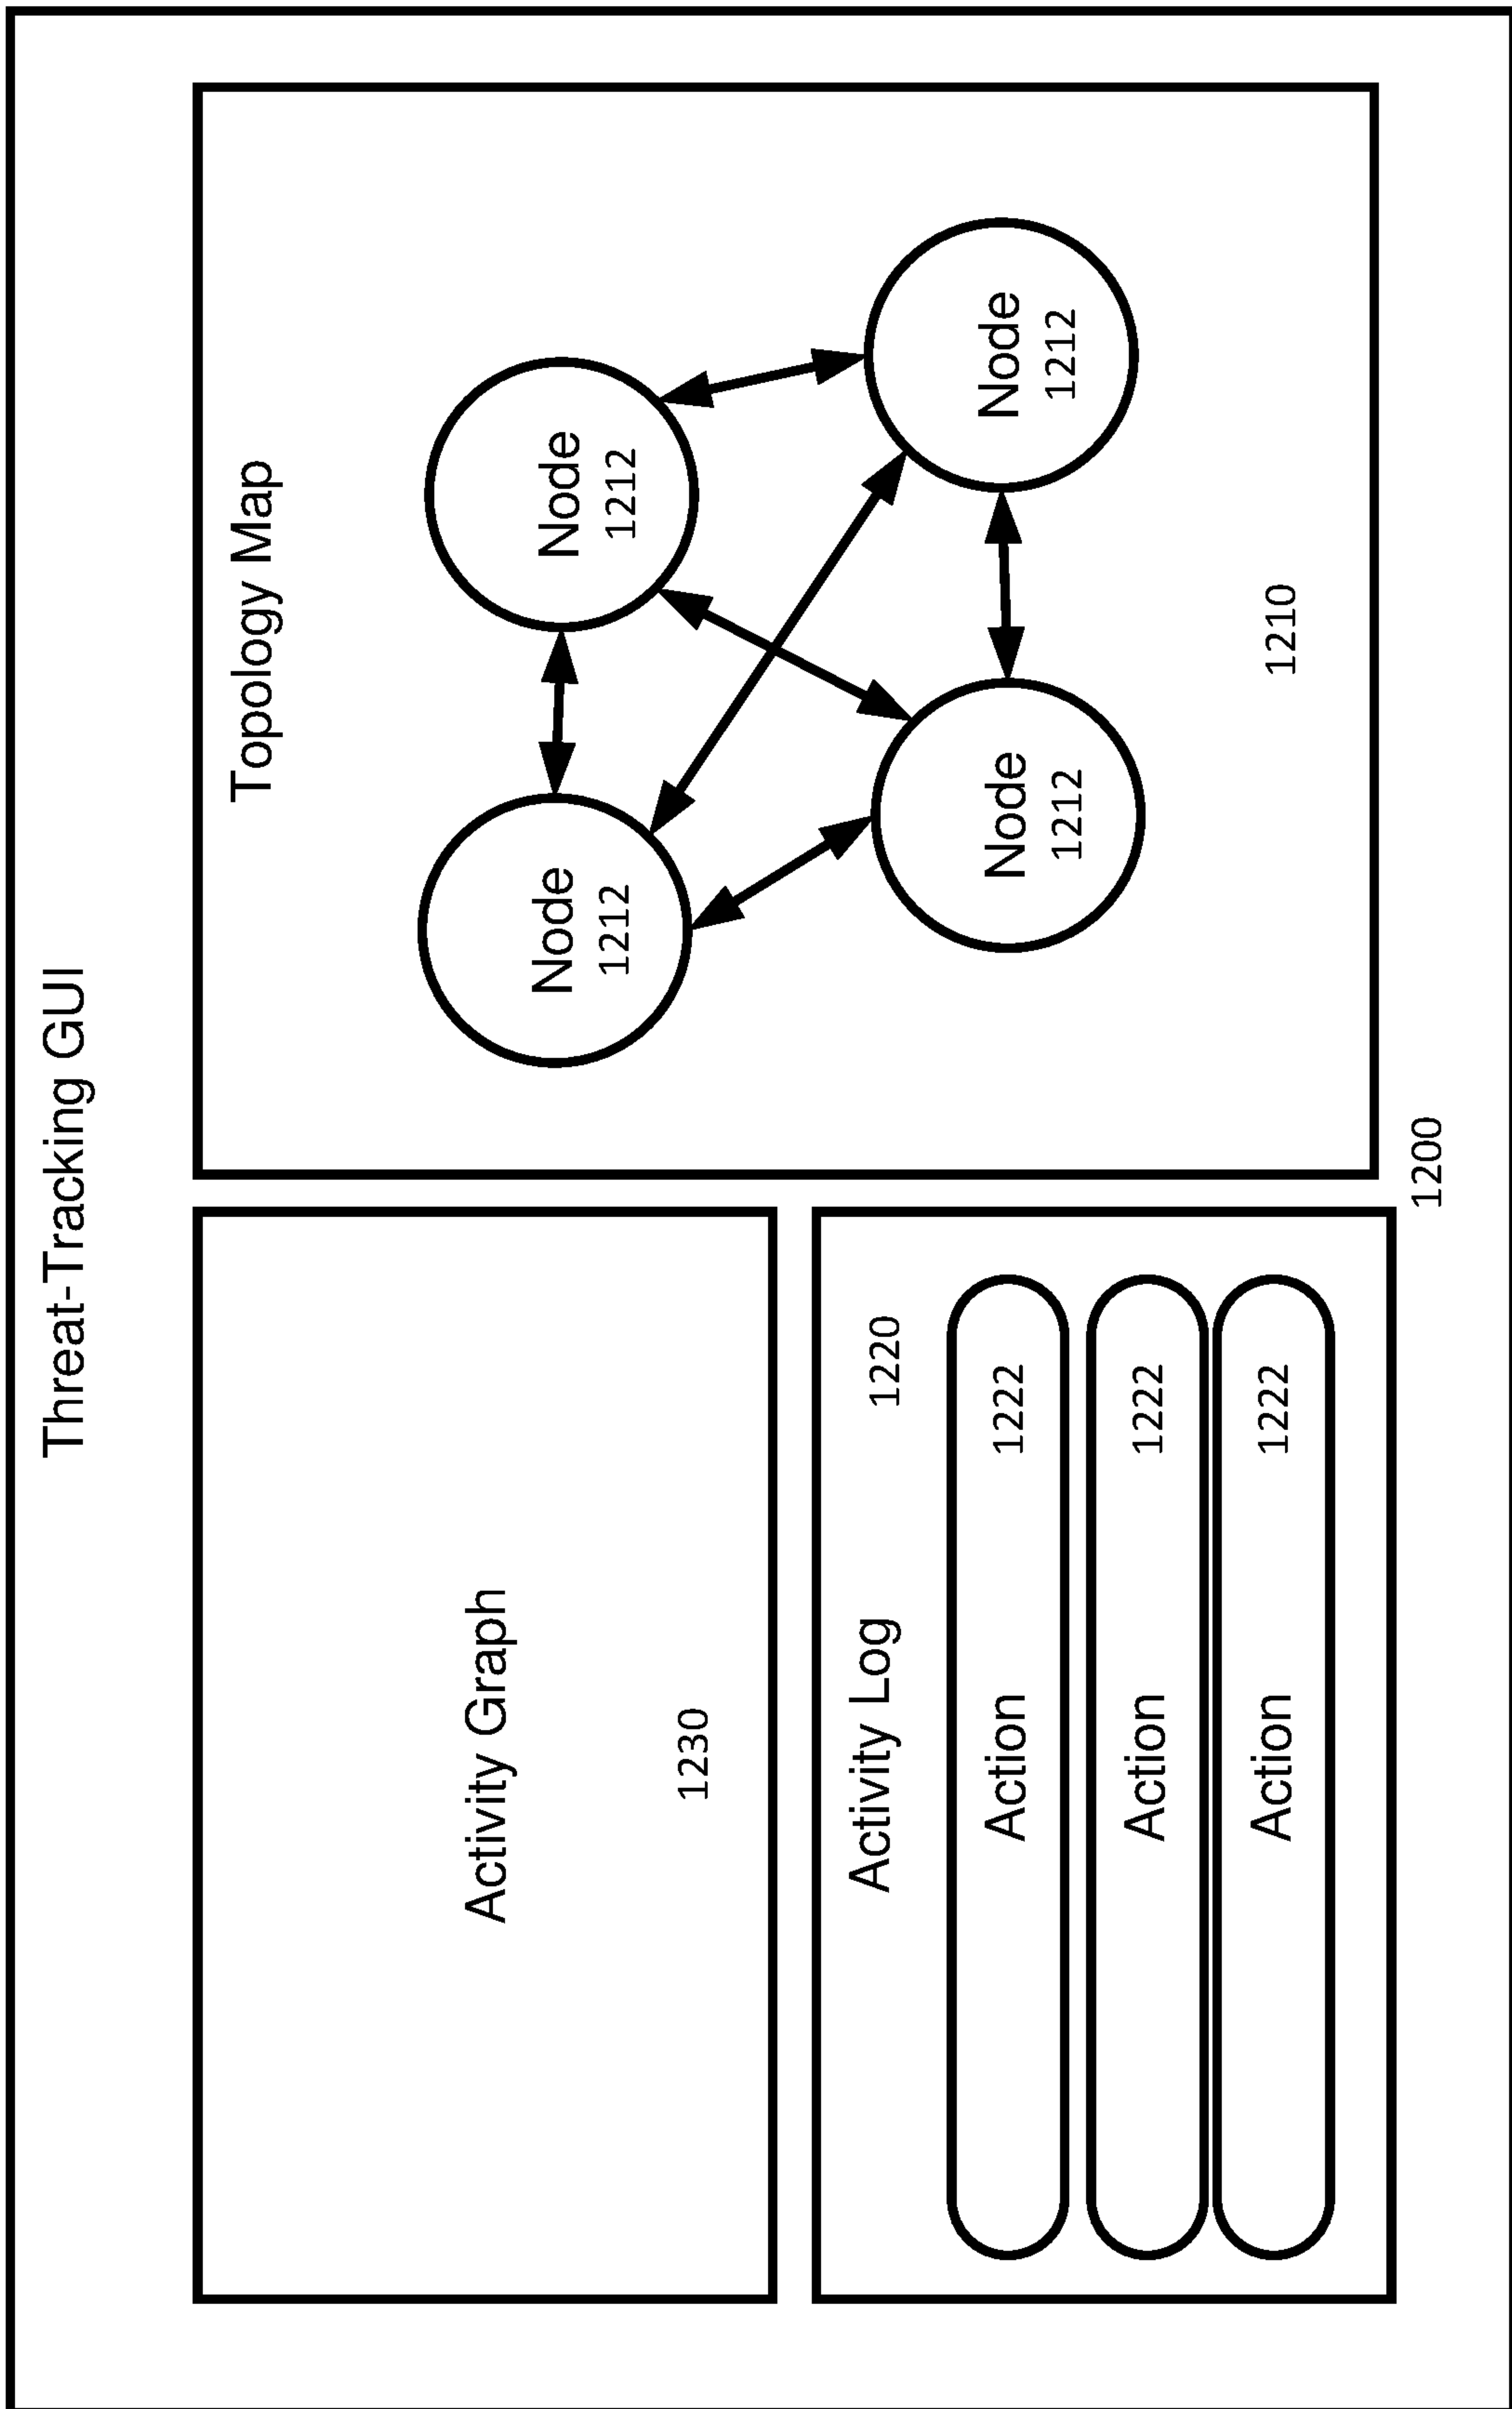 Threat-Tracking GUI
Activity Graph
1230
Activity Log
1220
Action
1222
Action
1222
Action
1222
Topology Map
Node
1212
Node
1212
Node
1212
Node
1212
1210
1200